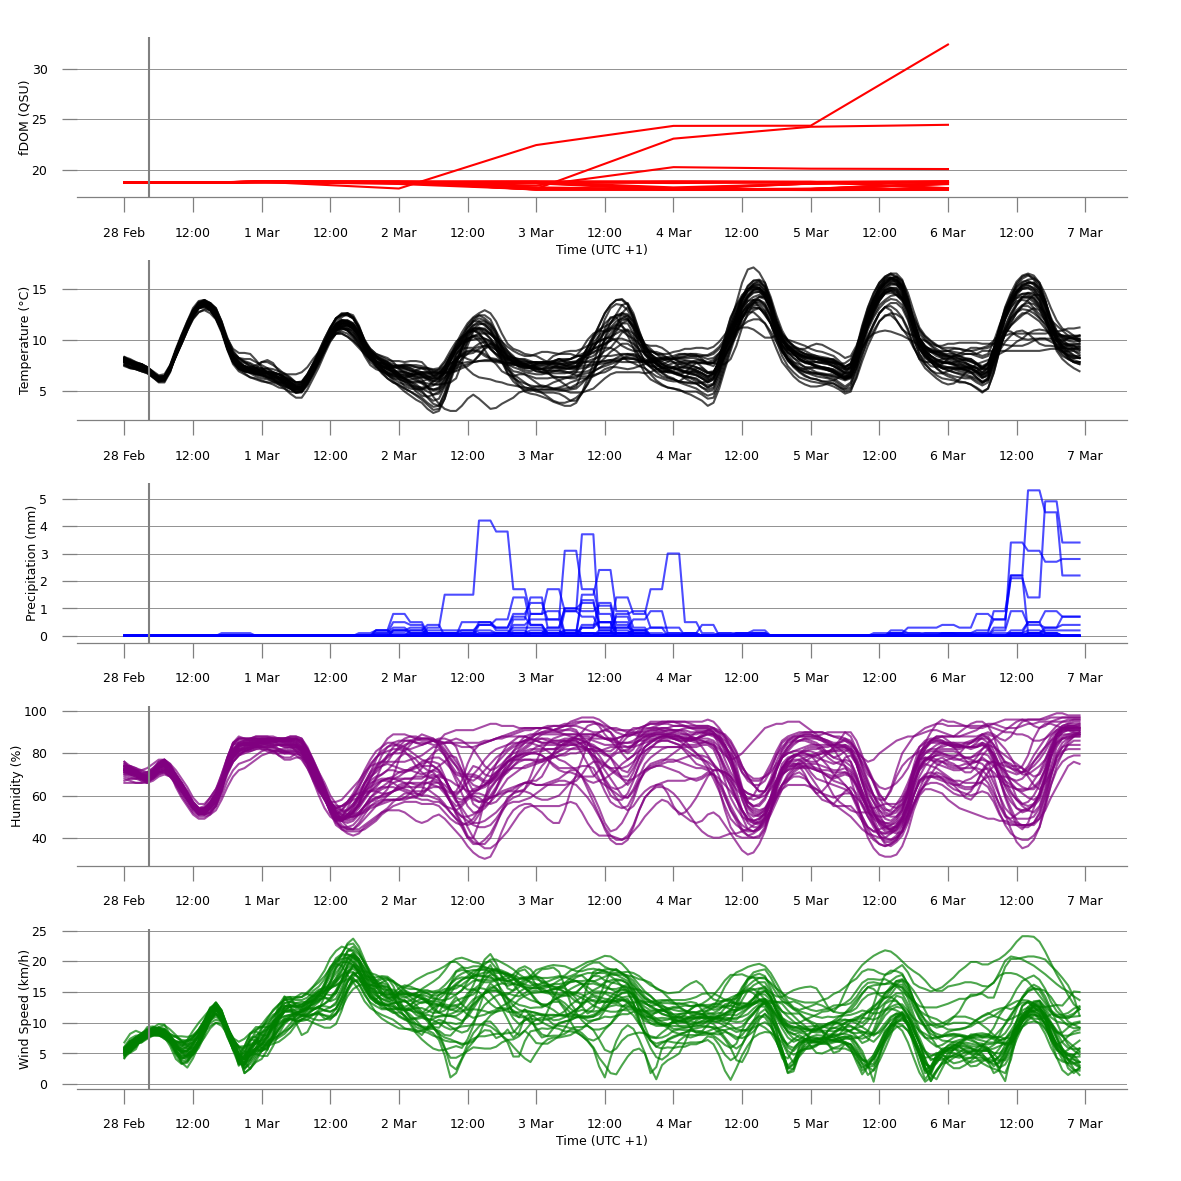 fDOM (QSU)
30
25
20
28 Feb 12:00 1 Mar 12:00 2 Mar 12:00 3 Mar 12:00 4 Mar 12:00 5 Mar 12:00 6 Mar 12:00 7 Mar
Time (UTC +1)
Temperature (°C)
15
10
5
28 Feb 12:00 1 Mar 12:00 2 Mar 12:00 3 Mar 12:00 4 Mar 12:00 5 Mar 12:00 6 Mar 12:00 7 Mar
Precipitation (mm)
5
4
3
2
1
0
28 Feb 12:00 1 Mar 12:00 2 Mar 12:00 3 Mar 12:00 4 Mar 12:00 5 Mar 12:00 6 Mar 12:00 7 Mar
Humidity (%)
100
80
60
40
28 Feb 12:00 1 Mar 12:00 2 Mar 12:00 3 Mar 12:00 4 Mar 12:00 5 Mar 12:00 6 Mar 12:00 7 Mar
Wind Speed (km/h)
25
20
15
10
5
0
28 Feb 12:00 1 Mar 12:00 2 Mar 12:00 3 Mar 12:00 4 Mar 12:00 5 Mar 12:00 6 Mar 12:00 7 Mar
Time (UTC +1)